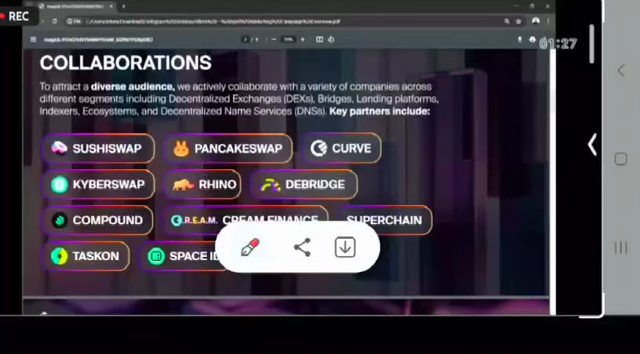 REC
01:27
COLLABORATIONS
To attract a diverse audience, we actively collaborate with a variety of companies across
different segments including Decentralized Exchanges (DEXs), Bridges, Lending platforms,
Indexers, Ecosystems, and Decentralized Name Services (DNSs). Key partners include:
SUSHISWAP
PANCAKESWAP
CURVE
KYBERSWAP
RHINO
DEBRIDGE
COMPOUND
C.R.E.A.M. CREAM FINANCE
SUPERCHAIN
TASKON
SPACE ID